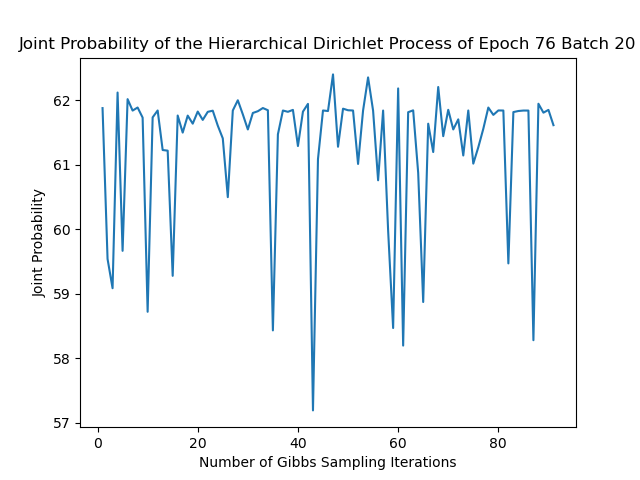 Joint Probability of the Hierarchical Dirichlet Process of Epoch 76 Batch 20
62
61
60
59
58
57
Joint Probability
0 20 40 60 80
Number of Gibbs Sampling Iterations